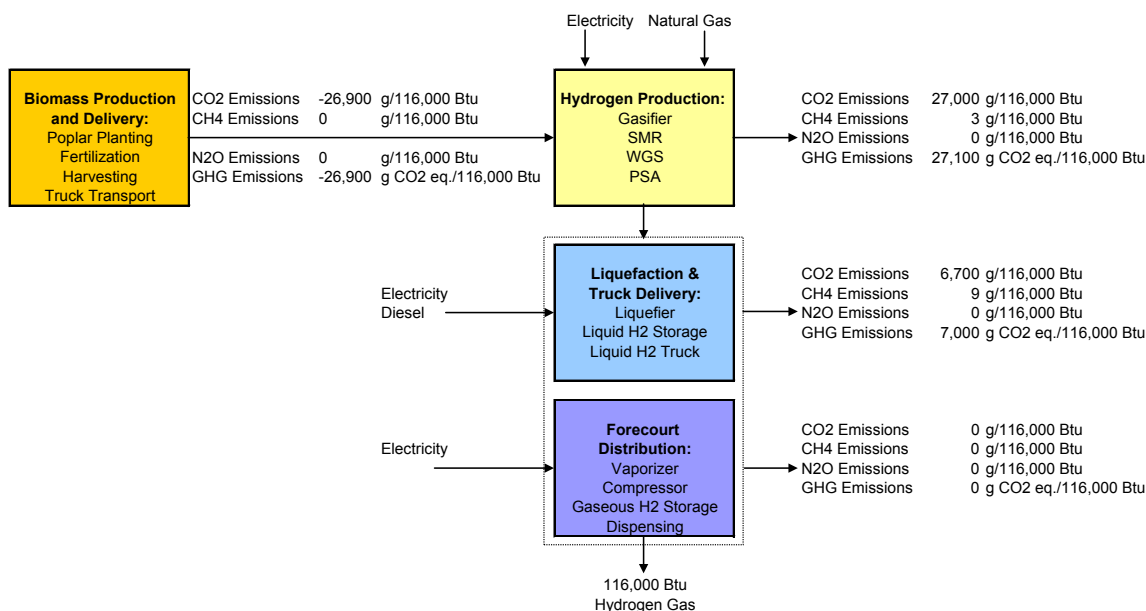 Electricity Natural Gas
Biomass Production
and Delivery:
Poplar Planting
Fertilization
Harvesting
Truck Transport
CO2 Emissions -26,900 g/116,000 Btu
CH4 Emissions 0 g/116,000 Btu
N2O Emissions 0 g/116,000 Btu
GHG Emissions -26,900 g CO2 eq./116,000 Btu
Hydrogen Production:
Gasifier
SMR
WGS
PSA
CO2 Emissions 27,000 g/116,000 Btu
CH4 Emissions 3 g/116,000 Btu
N2O Emissions 0 g/116,000 Btu
GHG Emissions 27,100 g CO2 eq./116,000 Btu
Electricity
Diesel
Liquefaction &
Truck Delivery:
Liquefier
Liquid H2 Storage
Liquid H2 Truck
CO2 Emissions 6,700 g/116,000 Btu
CH4 Emissions 9 g/116,000 Btu
N2O Emissions 0 g/116,000 Btu
GHG Emissions 7,000 g CO2 eq./116,000 Btu
Electricity
Forecourt
Distribution:
Vaporizer
Compressor
Gaseous H2 Storage
Dispensing
CO2 Emissions 0 g/116,000 Btu
CH4 Emissions 0 g/116,000 Btu
N2O Emissions 0 g/116,000 Btu
GHG Emissions 0 g CO2 eq./116,000 Btu
116,000 Btu
Hydrogen Gas